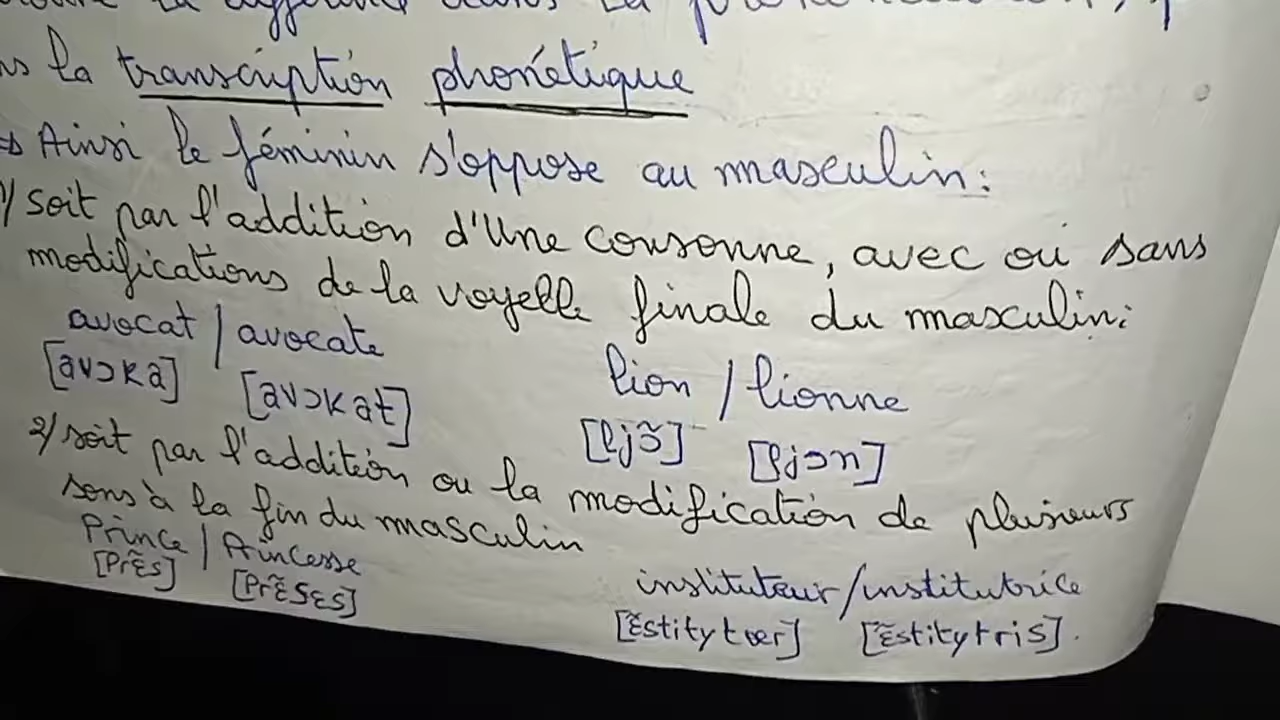 la transcription phonétique
⇒ Ainsi le féminin s'oppose au masculin:
1/ soit par l'addition d'une consonne, avec ou sans
modifications de la voyelle finale du masculin:
avocat / avocate lion / lionne
[avɔka] [avɔkat] [ljɔ̃] [ljɔn]
2/ soit par l'addition ou la modification de plusieurs
sons à la fin du masculin
Prince / Princesse instituteur/institutrice
[Prɛ̃s] [Prɛ̃sɛs] [ɛ̃stitytœr] [ɛ̃stitytris].